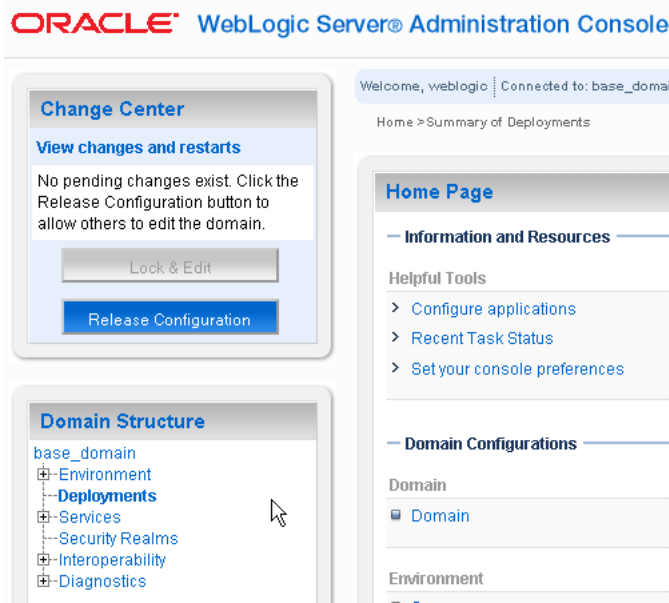 ORACLE® WebLogic Server® Administration Console
Change Center
View changes and restarts
No pending changes exist. Click the
Release Configuration button to
allow others to edit the domain.
Lock & Edit
Release Configuration
Domain Structure
base_domain
Environment
Deployments
Services
Security Realms
Interoperability
Diagnostics
Welcome, weblogic Connected to: base_domai
Home >Summary of Deployments
Home Page
Information and Resources
Helpful Tools
Configure applications
Recent Task Status
Set your console preferences
Domain Configurations
Domain
Domain
Environment